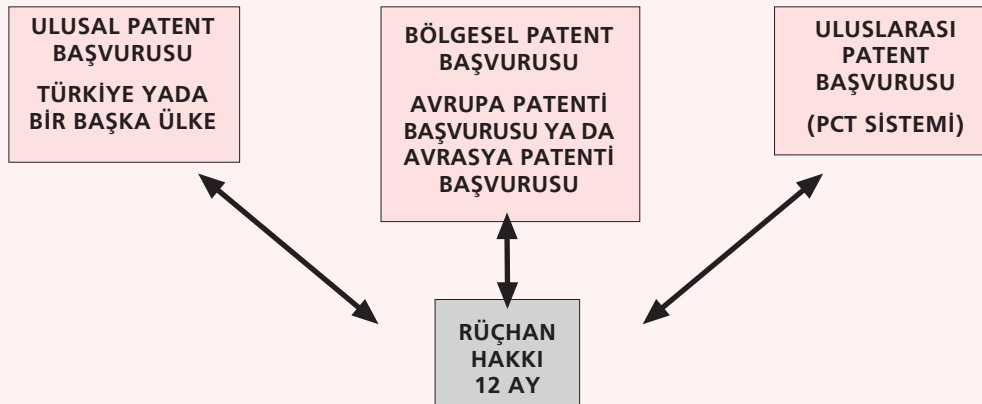 ULUSAL PATENT
BAŞVURUSU
TÜRKİYE YADA
BİR BAŞKA ÜLKE
BÖLGESEL PATENT
BAŞVURUSU
AVRUPA PATENTİ
BAŞVURUSU YA DA
AVRASYA PATENTİ
BAŞVURUSU
ULUSLARASI
PATENT
BAŞVURUSU
(PCT SİSTEMİ)
RÜÇHAN
HAKKI
12 AY